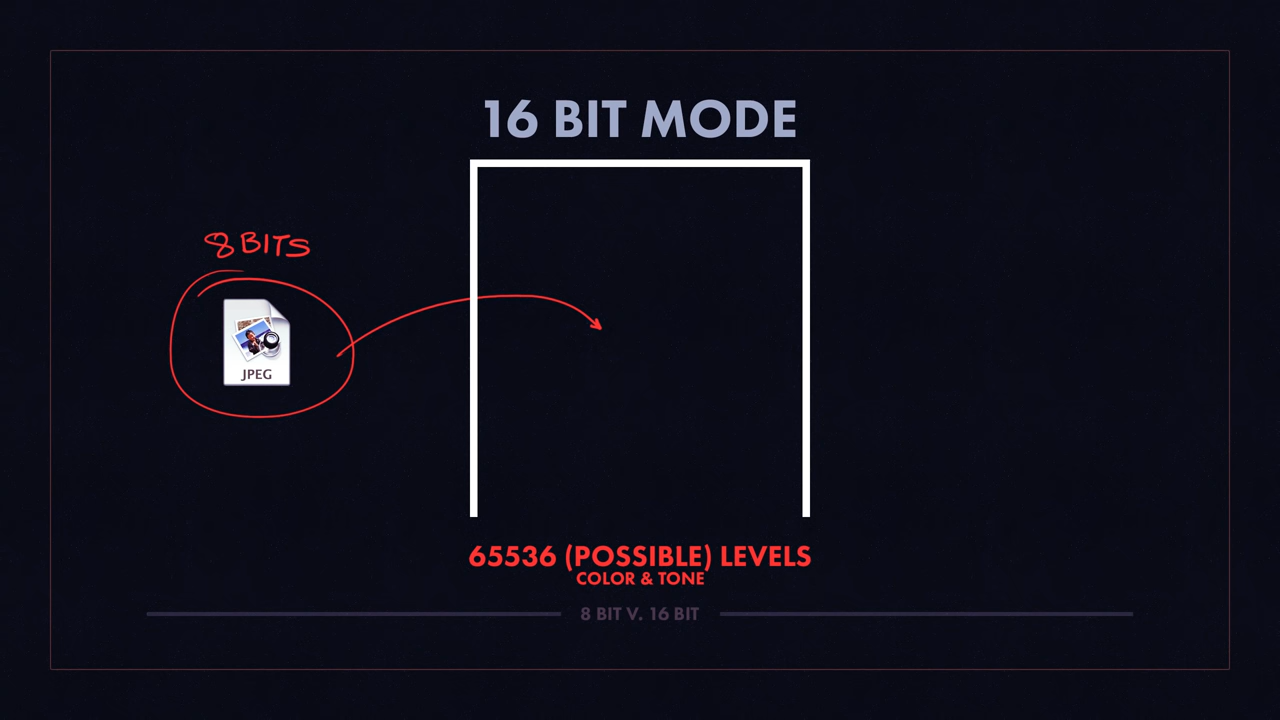 16 BIT MODE
8 BITS
JPEG
65536 (POSSIBLE) LEVELS
COLOR & TONE
8 BIT V. 16 BIT